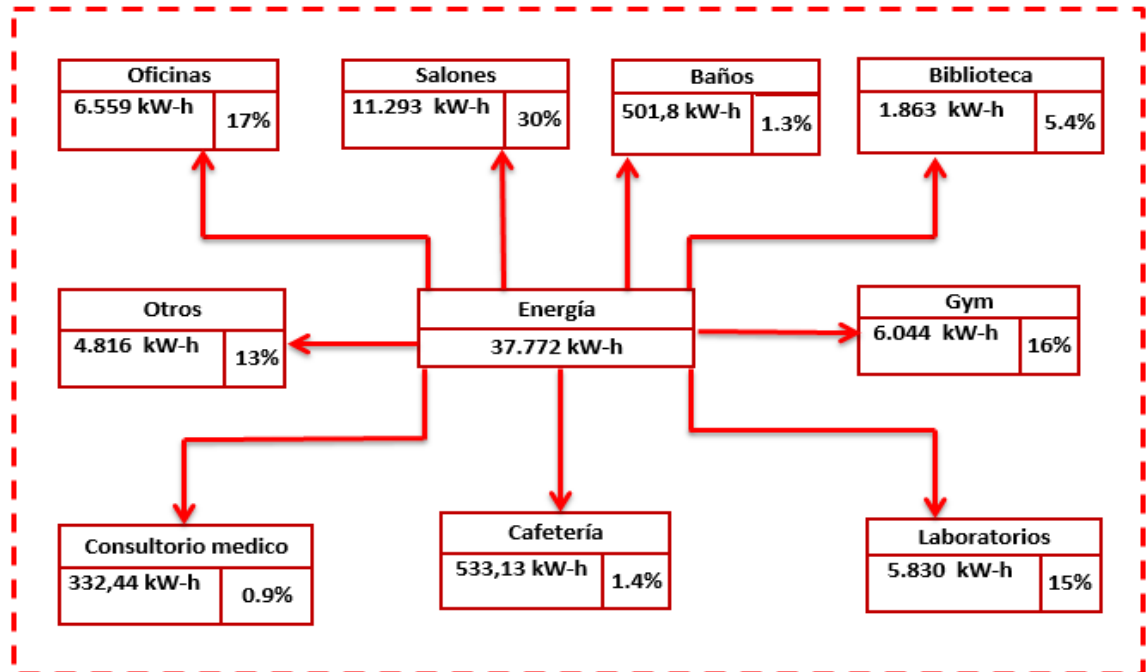 Oficinas
6.559 kW-h
17%
Salones
11.293 kW-h
30%
Baños
501,8 kW-h
1.3%
Biblioteca
1.863 kW-h
5.4%
Otros
4.816 kW-h
13%
Energía
37.772 kW-h
Gym
6.044 kW-h
16%
Consultorio medico
332,44 kW-h
0.9%
Cafetería
533,13 kW-h
1.4%
Laboratorios
5.830 kW-h
15%